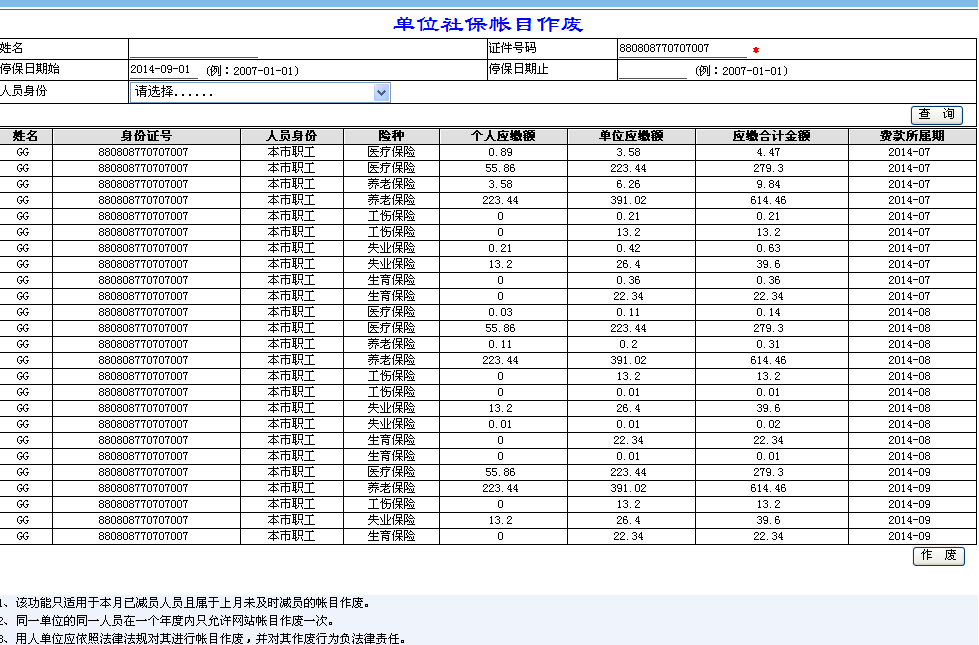 单位社保帐目作废
姓名 证件号码 880808770707007 *
停保日期始 2014-09-01 (例：2007-01-01) 停保日期止 (例：2007-01-01)
人员身份 请选择......
查 询
姓名 身份证号 人员身份 险种 个人应缴额 单位应缴额 应缴合计金额 费款所属期
GG 880808770707007 本市职工 医疗保险 0.89 3.58 4.47 2014-07
GG 880808770707007 本市职工 医疗保险 55.86 223.44 279.3 2014-07
GG 880808770707007 本市职工 养老保险 3.58 6.26 9.84 2014-07
GG 880808770707007 本市职工 养老保险 223.44 391.02 614.46 2014-07
GG 880808770707007 本市职工 工伤保险 0 0.21 0.21 2014-07
GG 880808770707007 本市职工 工伤保险 0 13.2 13.2 2014-07
GG 880808770707007 本市职工 失业保险 0.21 0.42 0.63 2014-07
GG 880808770707007 本市职工 失业保险 13.2 26.4 39.6 2014-07
GG 880808770707007 本市职工 生育保险 0 0.36 0.36 2014-07
GG 880808770707007 本市职工 生育保险 0 22.34 22.34 2014-07
GG 880808770707007 本市职工 医疗保险 0.03 0.11 0.14 2014-08
GG 880808770707007 本市职工 医疗保险 55.86 223.44 279.3 2014-08
GG 880808770707007 本市职工 养老保险 0.11 0.2 0.31 2014-08
GG 880808770707007 本市职工 养老保险 223.44 391.02 614.46 2014-08
GG 880808770707007 本市职工 工伤保险 0 13.2 13.2 2014-08
GG 880808770707007 本市职工 工伤保险 0 0.01 0.01 2014-08
GG 880808770707007 本市职工 失业保险 13.2 26.4 39.6 2014-08
GG 880808770707007 本市职工 失业保险 0.01 0.01 0.02 2014-08
GG 880808770707007 本市职工 生育保险 0 22.34 22.34 2014-08
GG 880808770707007 本市职工 生育保险 0 0.01 0.01 2014-08
GG 880808770707007 本市职工 医疗保险 55.86 223.44 279.3 2014-09
GG 880808770707007 本市职工 养老保险 223.44 391.02 614.46 2014-09
GG 880808770707007 本市职工 工伤保险 0 13.2 13.2 2014-09
GG 880808770707007 本市职工 失业保险 13.2 26.4 39.6 2014-09
GG 880808770707007 本市职工 生育保险 0 22.34 22.34 2014-09
作 废
1、该功能只适用于本月已减员人员且属于上月未及时减员的帐目作废。
2、同一单位的同一人员在一个年度内只允许网站帐目作废一次。
3、用人单位应依照法律法规对其进行帐目作废，并对其作废行为负法律责任。